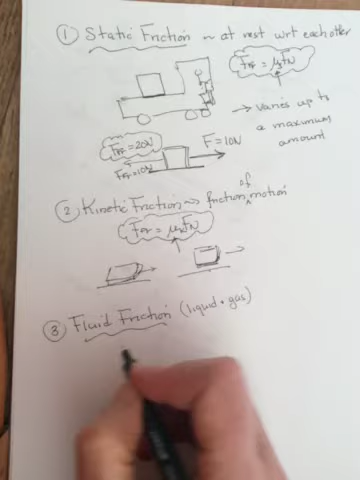 ① Static Friction ~ at rest wrt each other
FFr = μsFN
→ varies up to
a maximum
amount
FFr = 20N
F = 10N
FFr = 10N
② Kinetic Friction ~> friction of motion
FFr = μkFN
③ Fluid Friction (liquid + gas)